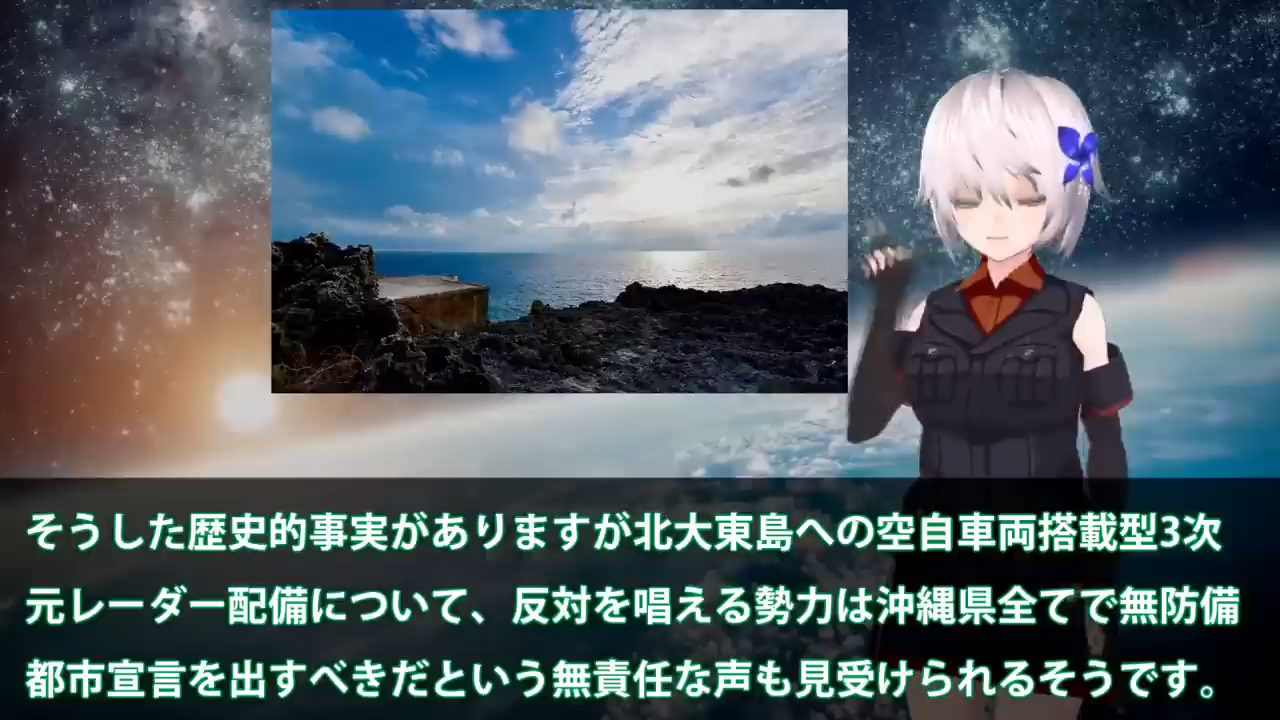 そうした歴史的事実がありますが北大東島への空自車両搭載型3次
元レーダー配備について、反対を唱える勢力は沖縄県全てで無防備
都市宣言を出すべきだという無責任な声も見受けられるそうです。